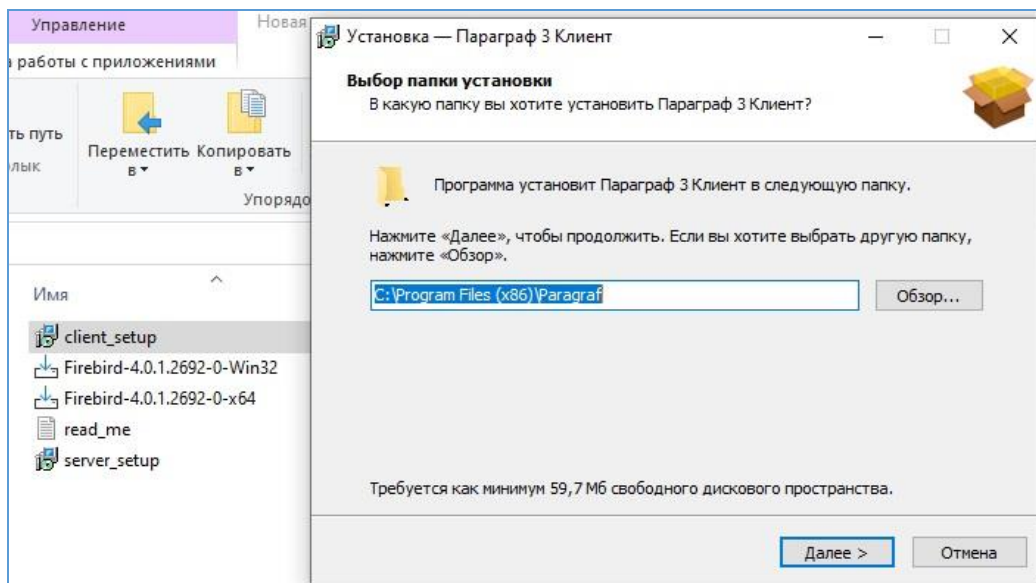 Управление
Новая
а работы с приложениями
ть путь
Переместить в
Копировать в
Упорядо
Имя
client_setup
Firebird-4.0.1.2692-0-Win32
Firebird-4.0.1.2692-0-x64
read_me
server_setup
Установка — Параграф 3 Клиент
Выбор папки установки
В какую папку вы хотите установить Параграф 3 Клиент?
Программа установит Параграф 3 Клиент в следующую папку.
Нажмите «Далее», чтобы продолжить. Если вы хотите выбрать другую папку,
нажмите «Обзор».
C:\Program Files (x86)\Paragraf
Обзор...
Требуется как минимум 59,7 Мб свободного дискового пространства.
Далее >
Отмена